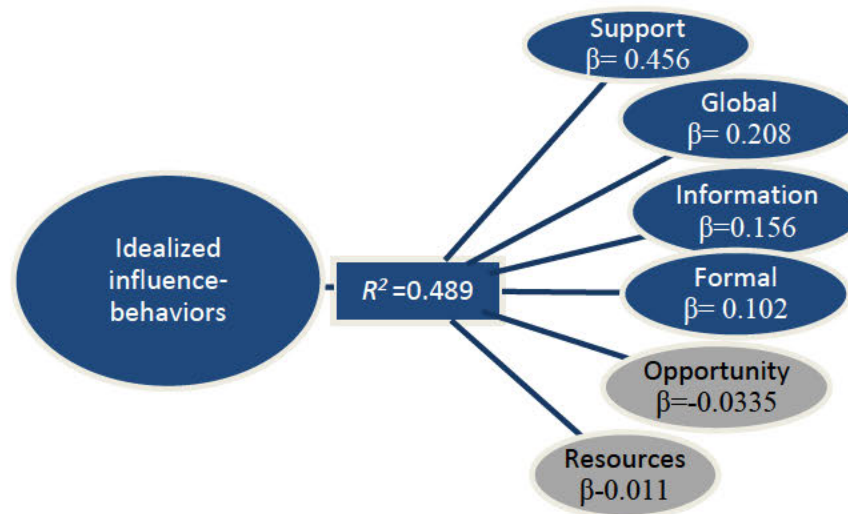 Support
β= 0.456
Global
β= 0.208
Information
β=0.156
Idealized
influence-
behaviors
R² =0.489
Formal
β= 0.102
Opportunity
β=-0.0335
Resources
β-0.011